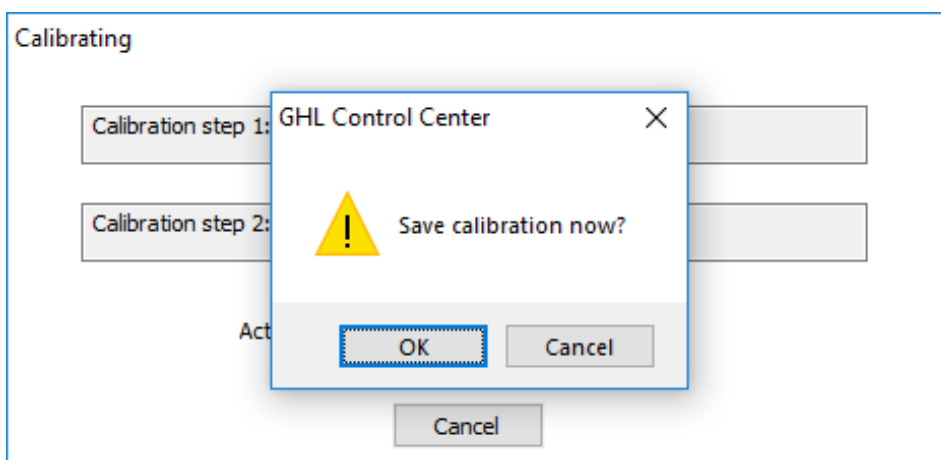 Calibrating
Calibration step 1:
GHL Control Center
Calibration step 2:
Save calibration now?
Act
OK
Cancel
Cancel